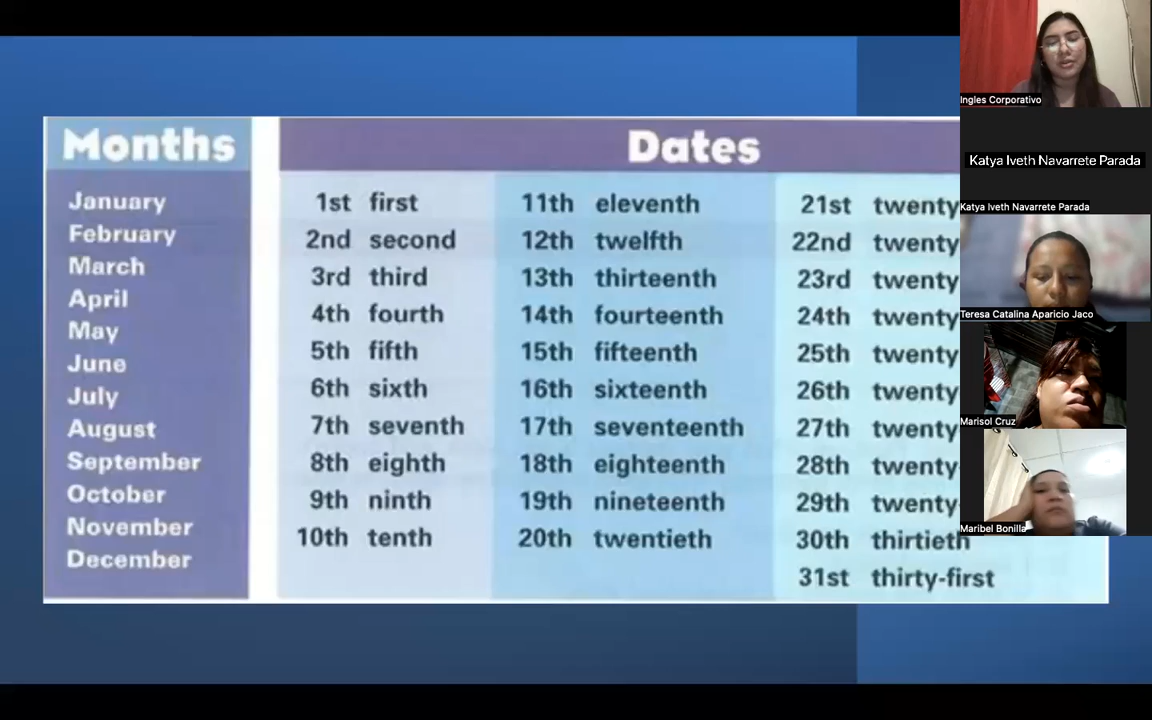 Months
January
February
March
April
May
June
July
August
September
October
November
December
Dates
1st first
2nd second
3rd third
4th fourth
5th fifth
6th sixth
7th seventh
8th eighth
9th ninth
10th tenth
11th eleventh
12th twelfth
13th thirteenth
14th fourteenth
15th fifteenth
16th sixteenth
17th seventeenth
18th eighteenth
19th nineteenth
20th twentieth
21st twenty
22nd twenty
23rd twenty
24th twenty
25th twenty
26th twenty
27th twenty
28th twenty
29th twenty
30th thirtieth
31st thirty-first
Ingles Corporativo
Katya Iveth Navarrete Parada
Katya Iveth Navarrete Parada
Teresa Catalina Aparicio Jaco
Marisol Cruz
Maribel Bonilla